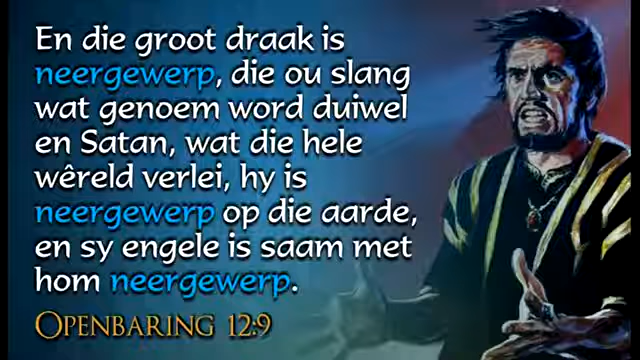 En die groot draak is
neergewerp, die ou slang
wat genoem word duiwel
en Satan, wat die hele
wêreld verlei, hy is
neergewerp op die aarde,
en sy engele is saam met
hom neergewerp.
OPENBARING 12:9